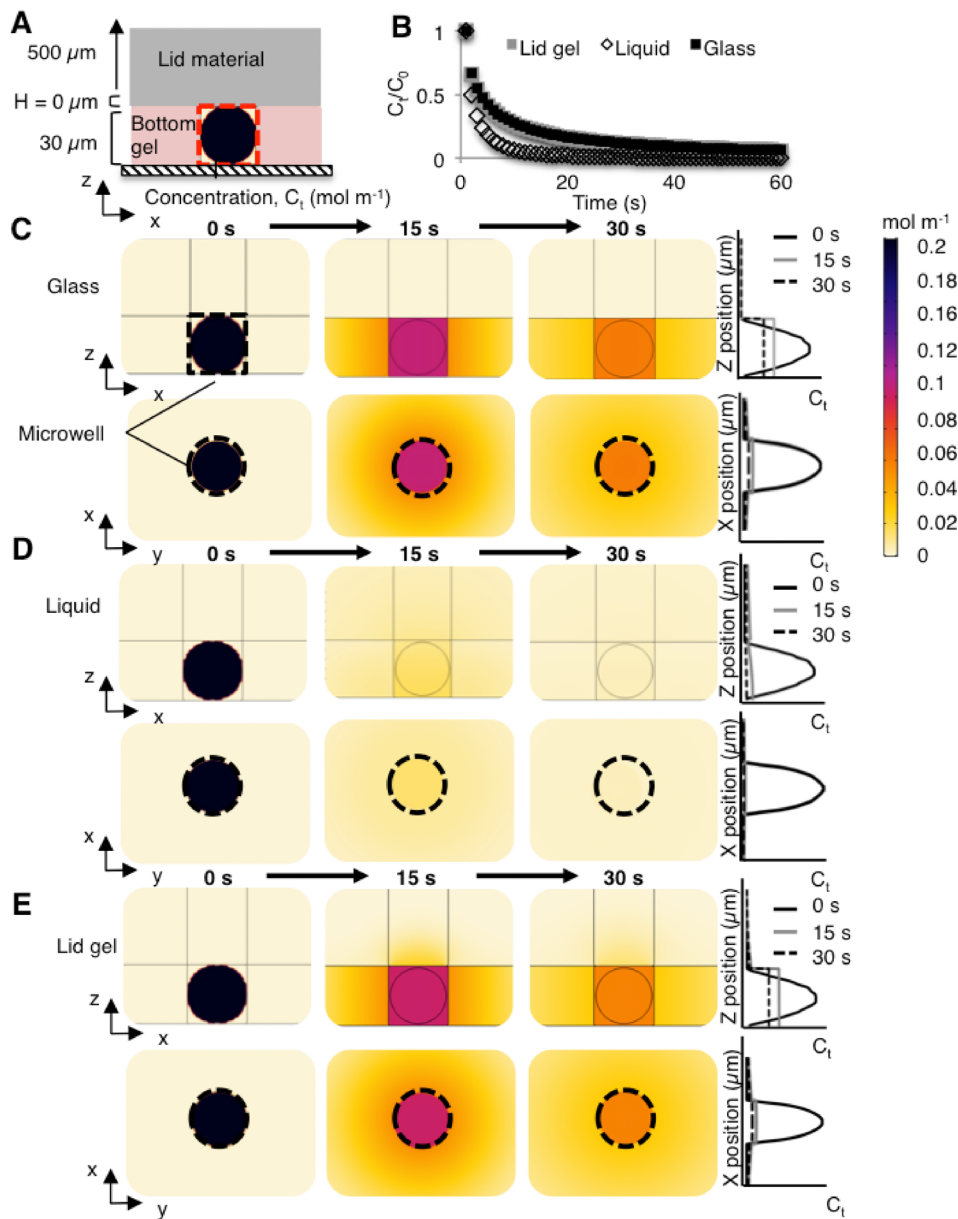 A
500 µm
Lid material
H = 0 µm
30 µm
Bottom
gel
z
x
Concentration, Ct (mol m-1)
B
Ct/C0
1
0.5
0
Lid gel
Liquid
Glass
0
20
40
60
Time (s)
C
0 s
15 s
30 s
Glass
z
x
Microwell
x
y
Z position (µm)
0 s
15 s
30 s
Ct
X position (µm)
Ct
mol m-1
0.2
0.18
0.16
0.14
0.12
0.1
0.08
0.06
0.04
0.02
0
D
0 s
15 s
30 s
Liquid
z
x
x
y
Z position (µm)
0 s
15 s
30 s
Ct
X position (µm)
Ct
E
0 s
15 s
30 s
Lid gel
z
x
x
y
Z position (µm)
0 s
15 s
30 s
Ct
X position (µm)
Ct